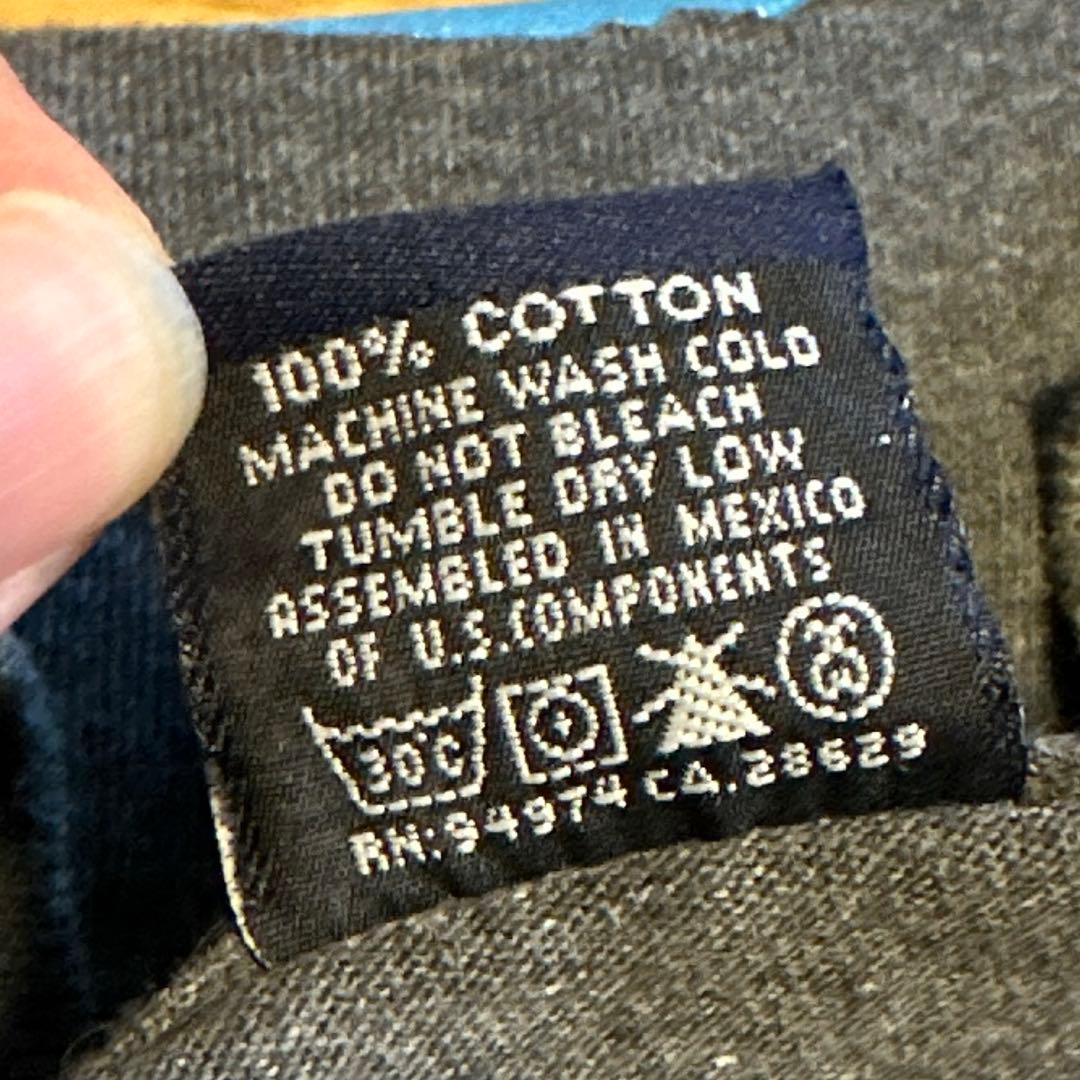 100% COTTON
MACHINE WASH COLD
DO NOT BLEACH
TUMBLE DRY LOW
ASSEMBLED IN MEXICO
OF U.S.COMPONENTS
30°C
RN:94974 CA.28629